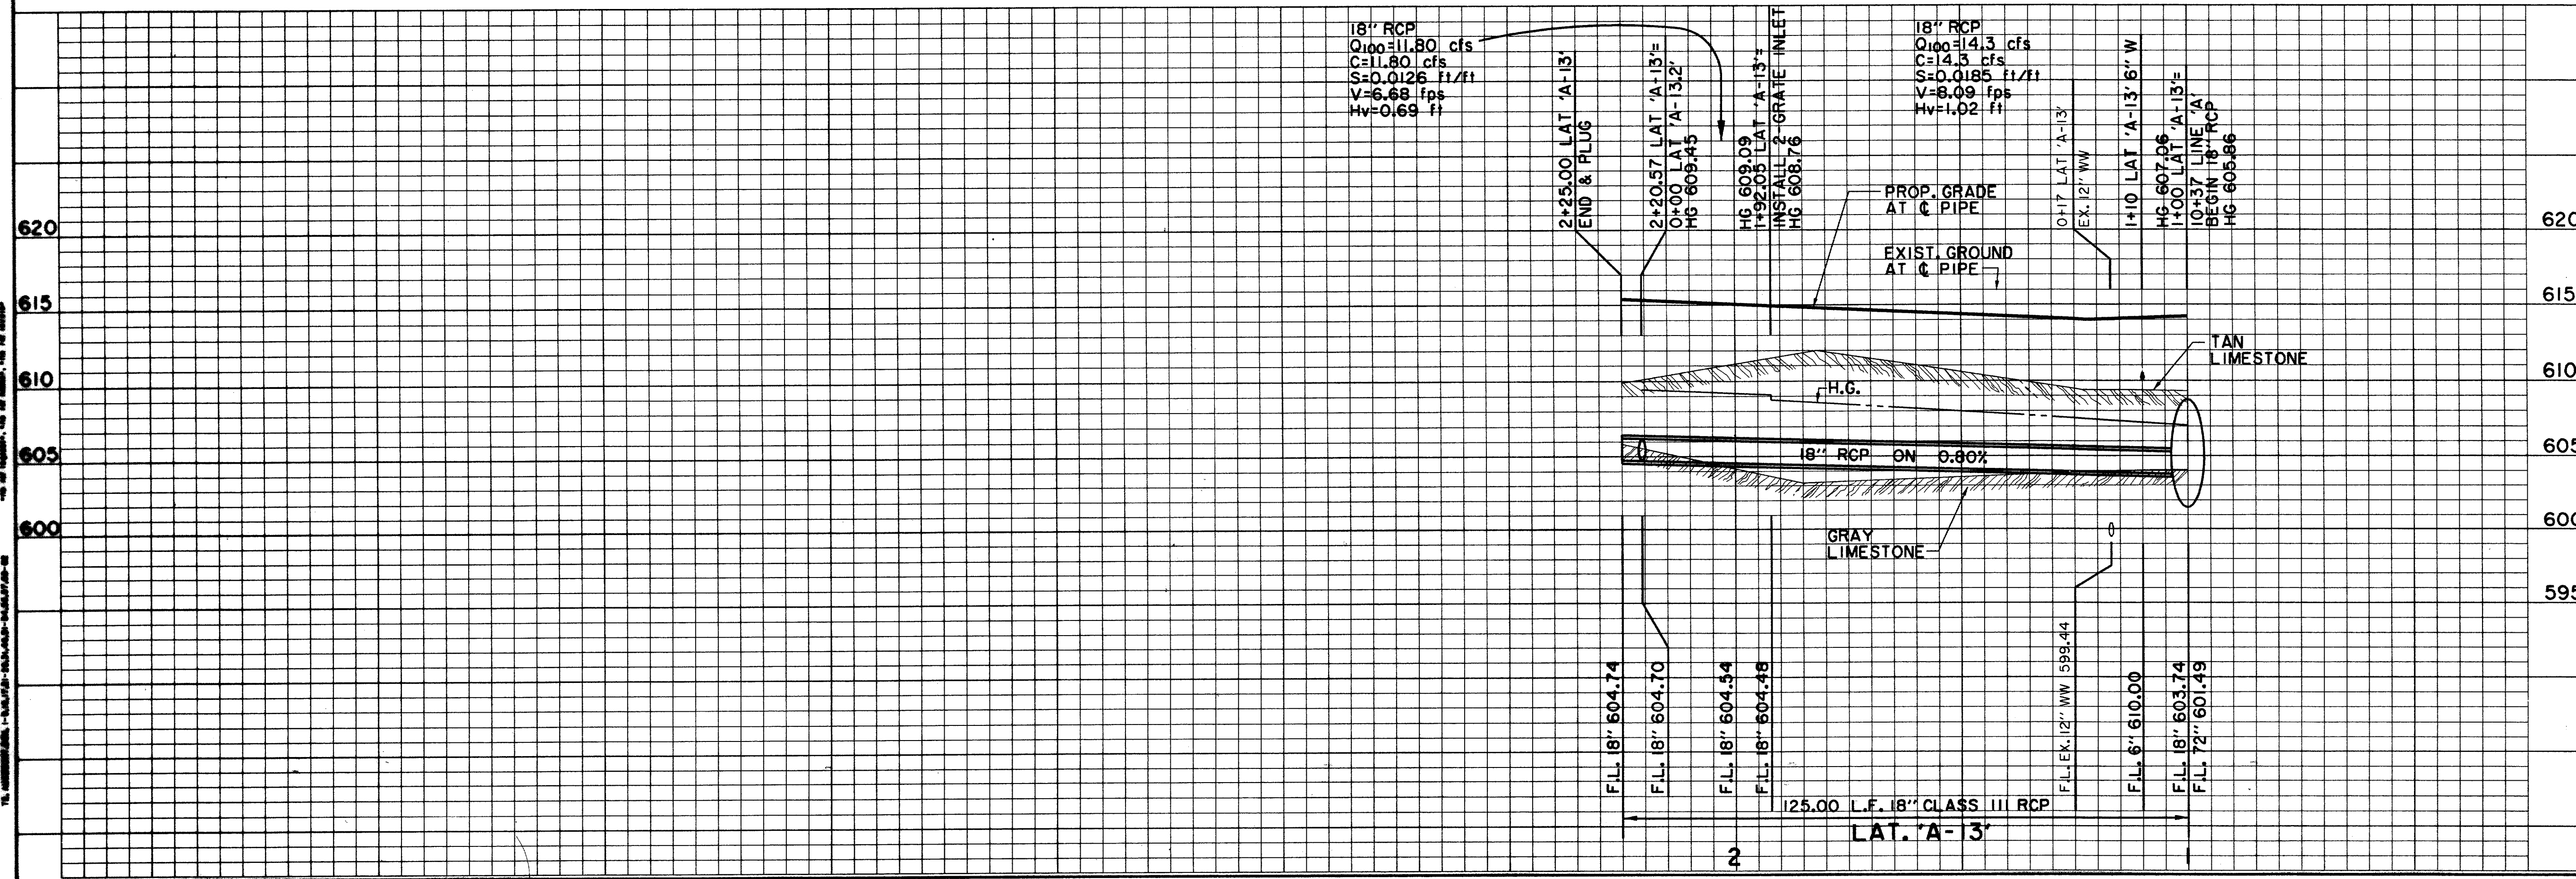 18" RCP
Q100=11.80 cfs
C=11.80 cfs
S=0.0126 ft/ft
V=6.68 fps
Hv=0.69 ft
2+25.00 LAT 'A-13'
END & PLUG
2+20.57 LAT 'A-13'=
0+00 LAT 'A-13.2'
HG 609.45
HG 609.09
1+92.05 LAT 'A-13'=
INSTALL 2-GRATE INLET
HG 608.76
18" RCP
Q100=14.3 cfs
C=14.3 cfs
S=0.0185 ft/ft
V=8.09 fps
Hv=1.02 ft
0+17 LAT 'A-13'
EX. 12" WW
1+10 LAT 'A-13' 6" W
HG 607.06
1+00 LAT 'A-13'=
10+37 LINE 'A'
BEGIN 18" RCP
HG 605.86
PROP. GRADE
AT ℄ PIPE
EXIST. GROUND
AT ℄ PIPE
620
620
615
615
TAN
LIMESTONE
610
610
H.G.
605
605
18" RCP ON 0.80%
600
600
GRAY
LIMESTONE
595
F.L. 18" 604.74
F.L. 18" 604.70
F.L. 18" 604.54
F.L. 18" 604.48
F.L. EX. 12" WW 599.44
F.L. 6" 610.00
F.L. 18" 603.74
F.L. 72" 601.49
125.00 L.F. 18" CLASS III RCP
LAT. 'A-13'
2
1